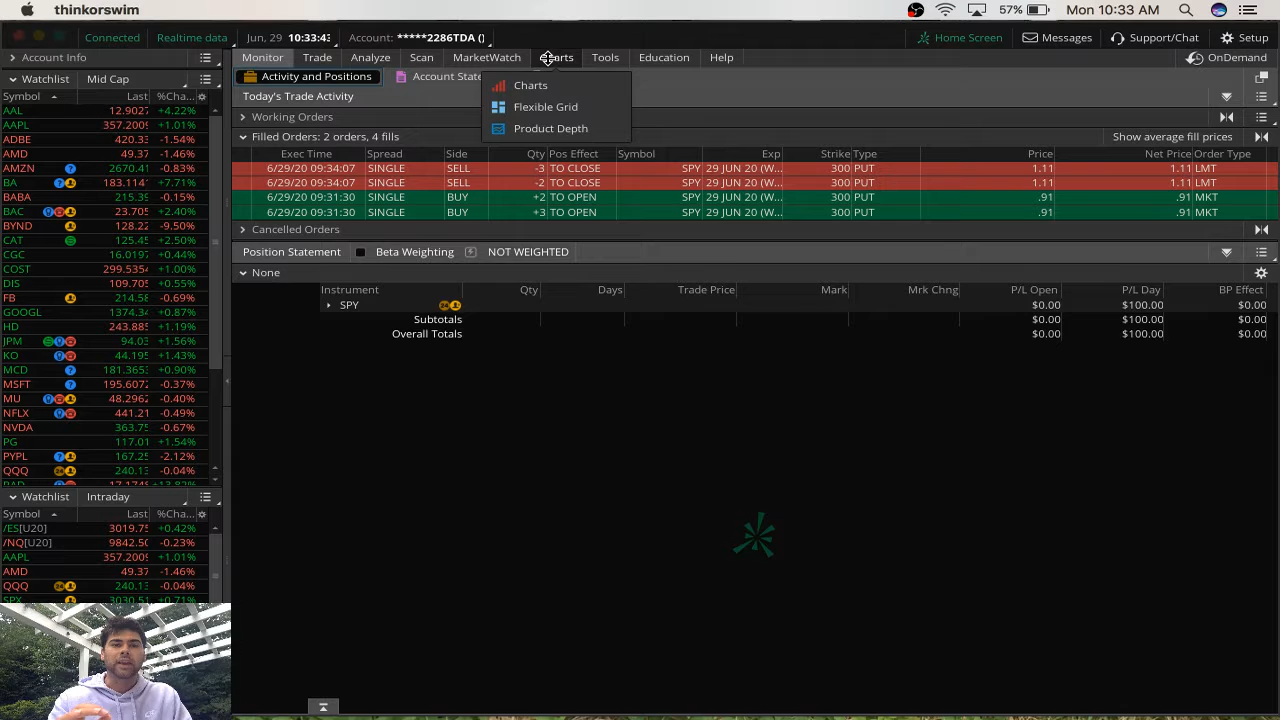 thinkorswim 57% Mon 10:33 AM
Connected Realtime data Jun, 29 10:33:43 Account: *****2286TDA () Home Screen Messages Support/Chat Setup
Account Info Monitor Trade Analyze Scan MarketWatch Charts Tools Education Help OnDemand
Watchlist Mid Cap Activity and Positions Account State
Symbol Last %Cha... Today's Trade Activity
Charts
Flexible Grid
Product Depth
Working Orders
Filled Orders: 2 orders, 4 fills Show average fill prices
Exec Time Spread Side Qty Pos Effect Symbol Exp Strike Type Price Net Price Order Type
6/29/20 09:34:07 SINGLE SELL -3 TO CLOSE SPY 29 JUN 20 (W... 300 PUT 1.11 1.11 LMT
6/29/20 09:34:07 SINGLE SELL -2 TO CLOSE SPY 29 JUN 20 (W... 300 PUT 1.11 1.11 LMT
6/29/20 09:31:30 SINGLE BUY +2 TO OPEN SPY 29 JUN 20 (W... 300 PUT .91 .91 MKT
6/29/20 09:31:30 SINGLE BUY +3 TO OPEN SPY 29 JUN 20 (W... 300 PUT .91 .91 MKT
Cancelled Orders
Position Statement Beta Weighting NOT WEIGHTED
None
Instrument Qty Days Trade Price Mark Mrk Chng P/L Open P/L Day BP Effect
SPY $0.00 $100.00 $0.00
Subtotals $0.00 $100.00 $0.00
Overall Totals $0.00 $100.00 $0.00
AAL 12.9027 +4.22%
AAPL 357.2009 +1.01%
ADBE 420.33 -1.54%
AMD 49.37 -1.46%
AMZN 2670.41 -0.83%
BA 183.1141 +7.71%
BABA 215.39 -0.15%
BAC 23.705 +2.40%
BYND 128.22 -9.50%
CAT 125.45 +2.50%
CGC 16.0197 +0.44%
COST 299.5354 +1.00%
DIS 109.705 +0.55%
FB 214.58 -0.69%
GOOGL 1374.34 +0.87%
HD 243.885 +1.19%
JPM 94.03 +1.56%
KO 44.195 +1.43%
MCD 181.3653 +0.90%
MSFT 195.6072 -0.37%
MU 48.2962 -0.40%
NFLX 441.21 -0.49%
NVDA 363.75 -0.67%
PG 117.01 +1.54%
PYPL 167.65 -2.12%
QQQ 240.13 -0.04%
Watchlist Intraday
Symbol Last %Cha...
/ES[U20] 3019.75 +0.42%
/NQ[U20] 9842.50 -0.23%
AAPL 357.2009 +1.01%
AMD 49.37 -1.46%
QQQ 240.13 -0.04%
SPX 3030.51 +0.71%